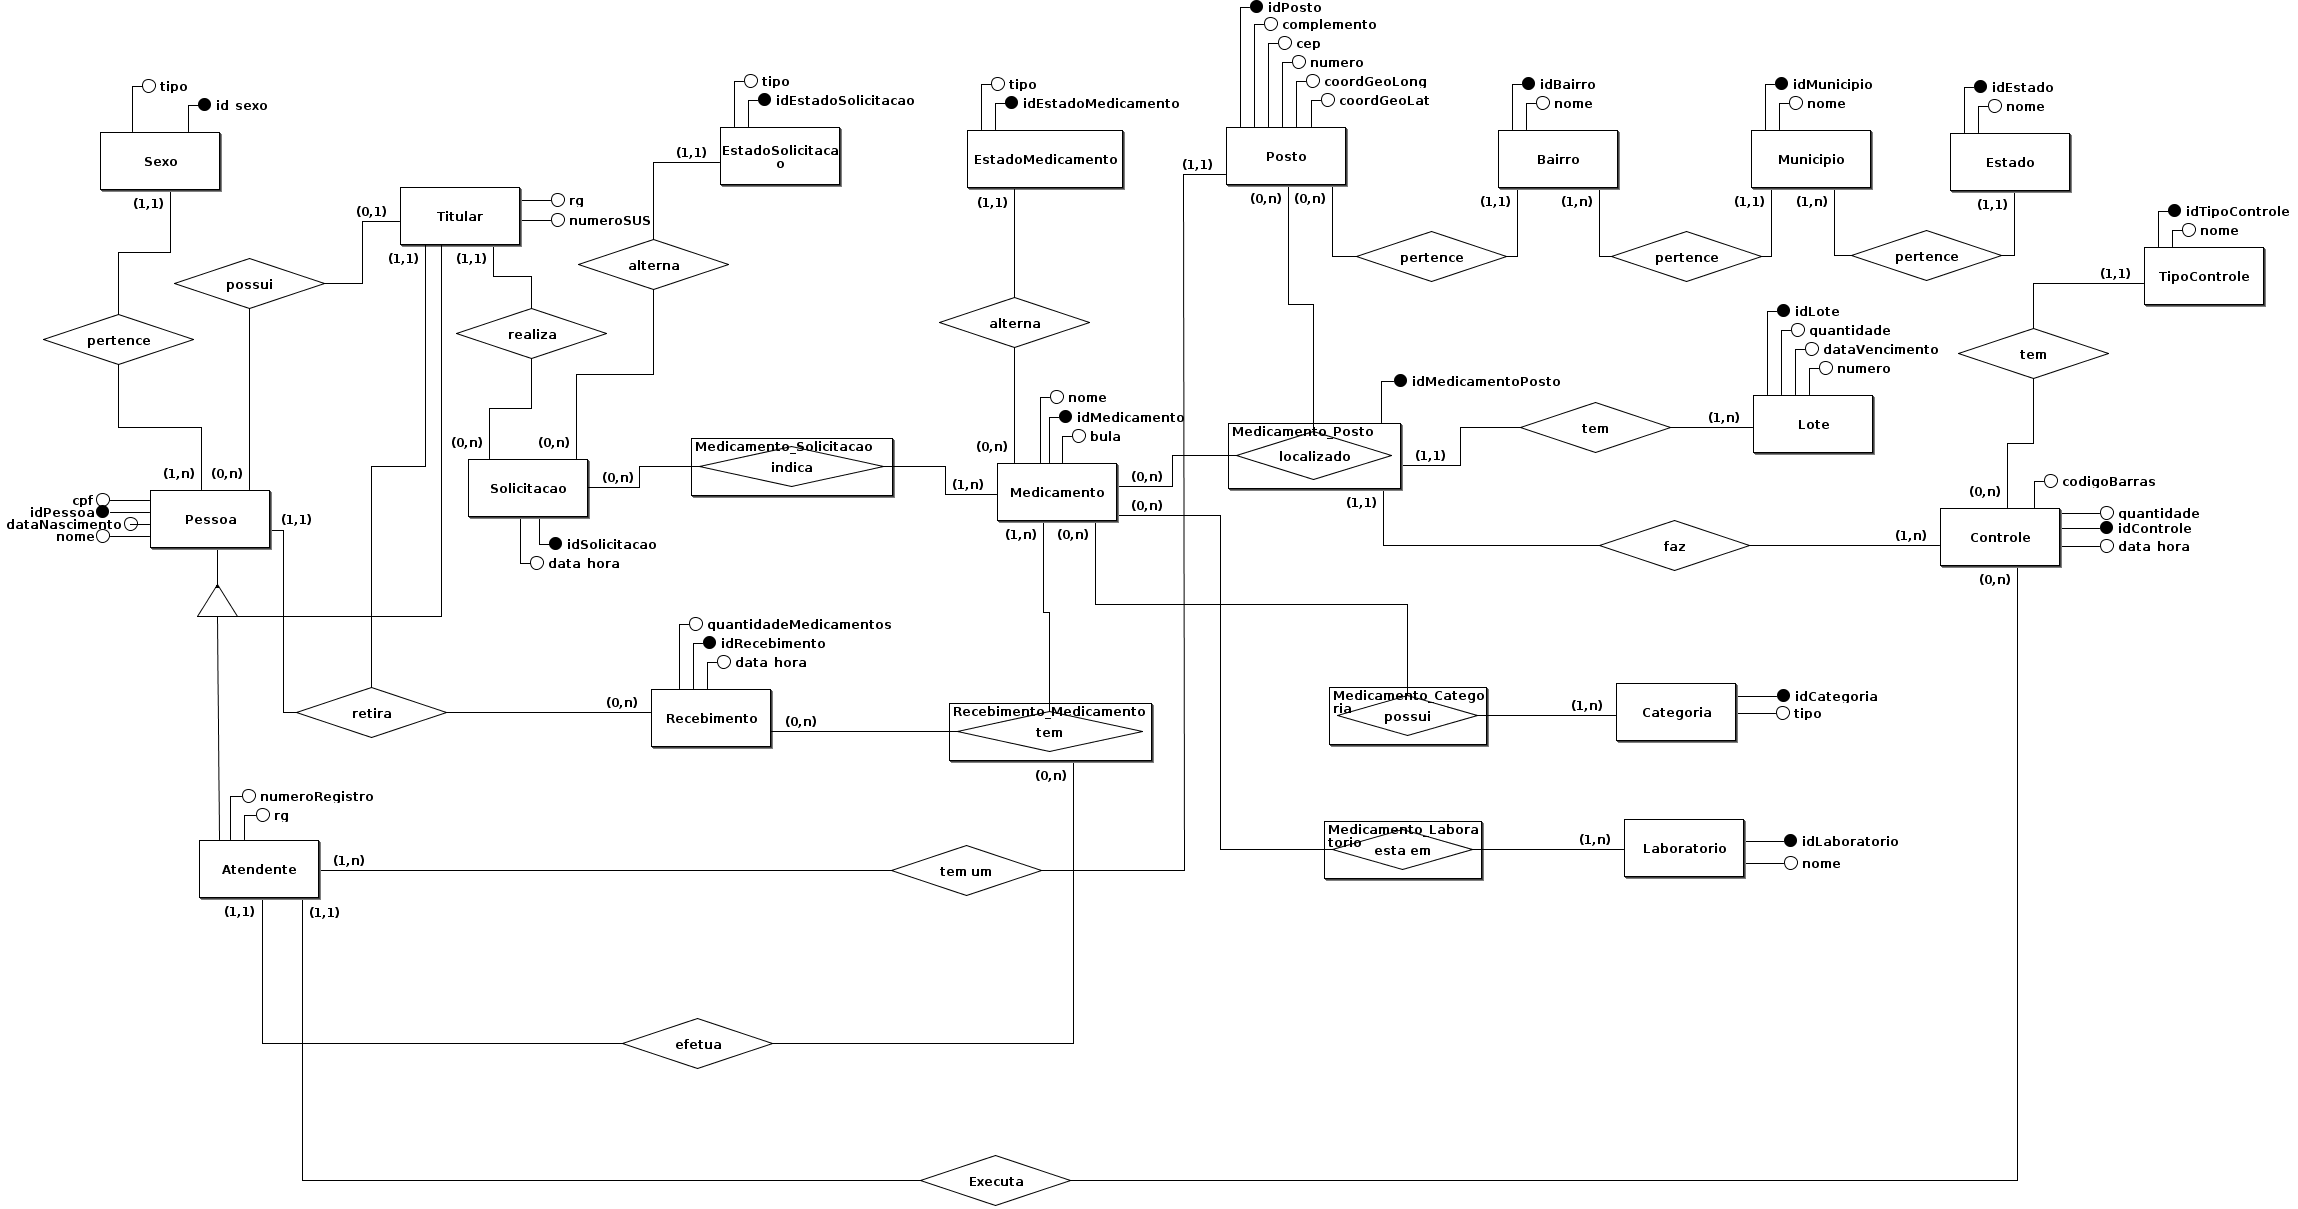 idPosto
complemento
cep
numero
coordGeoLong
coordGeoLat
tipo
id sexo
Sexo
(1,1)
tipo
idEstadoSolicitacao
EstadoSolicitaca
o
(1,1)
tipo
idEstadoMedicamento
EstadoMedicamento
(1,1)
Posto
(1,1)
(0,n)
(0,n)
idBairro
nome
Bairro
(1,1)
(1,n)
idMunicipio
nome
Municipio
(1,1)
(1,n)
idEstado
nome
Estado
(1,1)
pertence
pertence
pertence
idTipoControle
nome
TipoControle
(1,1)
Titular
rg
numeroSUS
(0,1)
(1,1)
(1,1)
possui
alterna
realiza
pertence
alterna
tem
idLote
quantidade
dataVencimento
numero
Lote
(1,n)
tem
(1,1)
idMedicamentoPosto
Medicamento_Posto
localizado
(1,1)
nome
idMedicamento
bula
(0,n)
Medicamento
(0,n)
(0,n)
(1,n)
(0,n)
(1,n)
Medicamento_Solicitacao
indica
(0,n)
(0,n)
(0,n)
Solicitacao
idSolicitacao
data hora
(1,n)
(0,n)
cpf
idPessoa
dataNascimento
nome
Pessoa
(1,1)
(0,n)
codigoBarras
quantidade
idControle
data hora
Controle
(1,n)
(0,n)
faz
quantidadeMedicamentos
idRecebimento
data hora
Recebimento
(0,n)
(0,n)
retira
Recebimento_Medicamento
tem
(0,n)
Medicamento_Catego
ria
possui
(1,n)
Categoria
idCategoria
tipo
numeroRegistro
rg
Atendente
(1,n)
(1,1)
(1,1)
tem um
Medicamento_Labora
torio
esta em
(1,n)
Laboratorio
idLaboratorio
nome
efetua
Executa